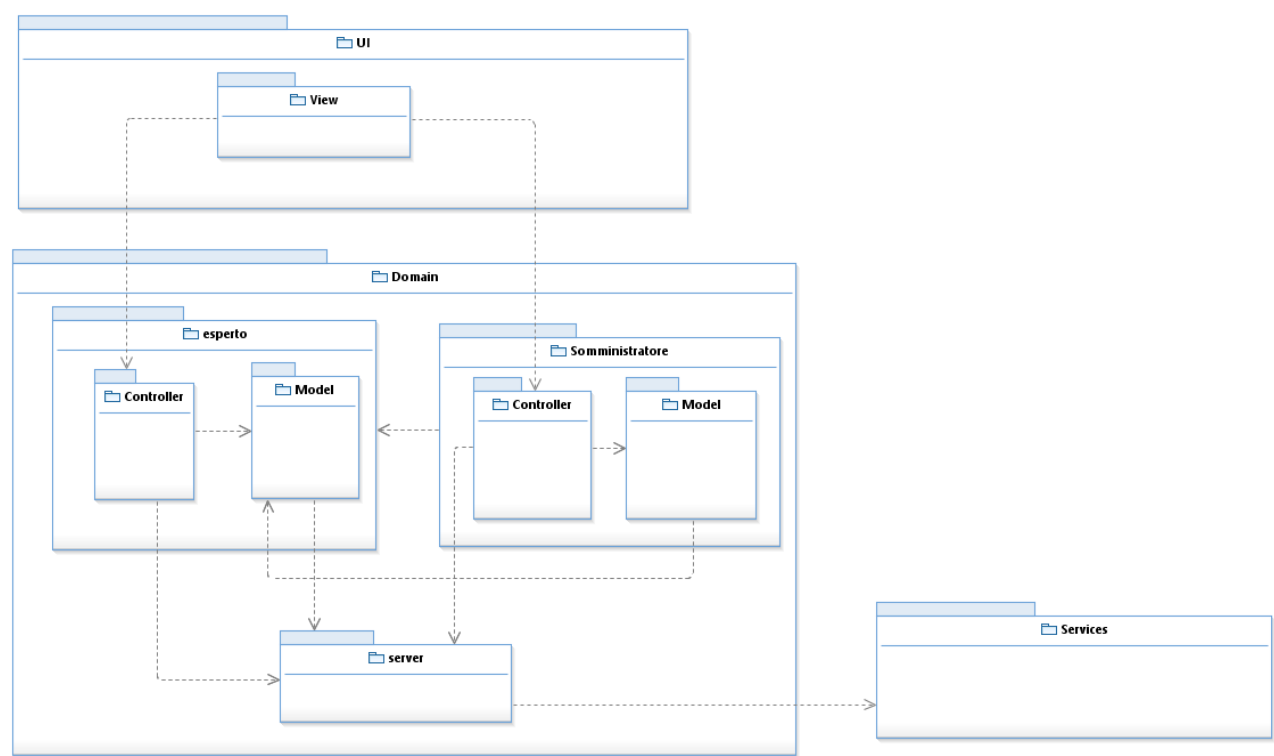 UI
View
Domain
esperto
Somministratore
Controller
Model
Controller
Model
server
Services